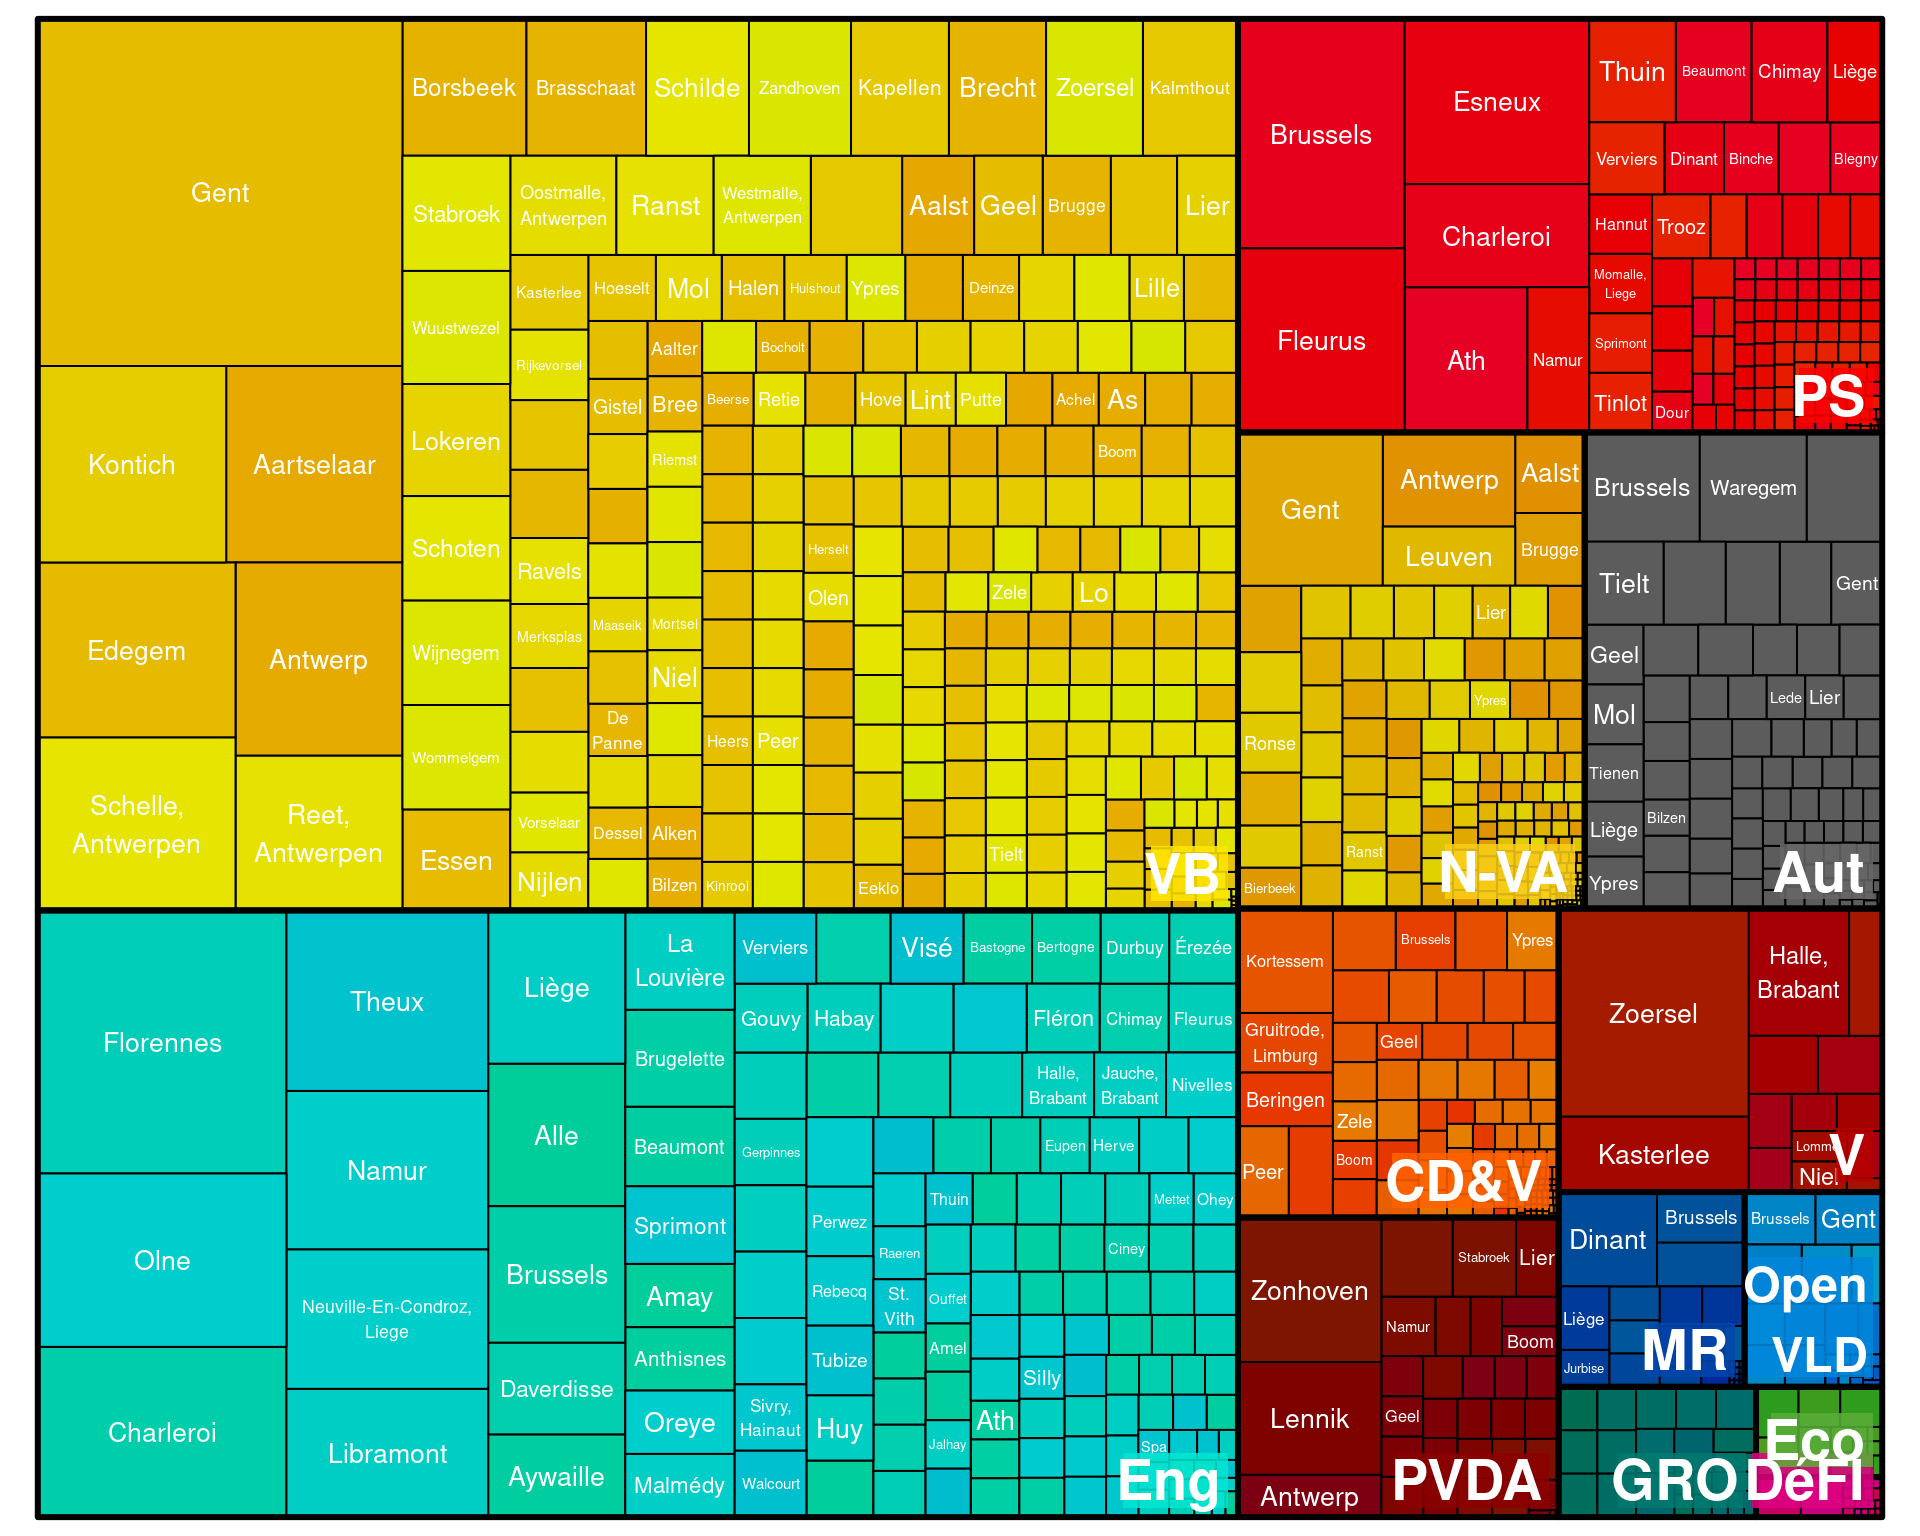 Gent
Kontich
Aartselaar
Edegem
Antwerp
Schelle,
Antwerpen
Reet,
Antwerpen
Borsbeek
Brasschaat
Schilde
Zandhoven
Kapellen
Brecht
Zoersel
Kalmthout
Stabroek
Wuustwezel
Lokeren
Schoten
Wijnegem
Wommelgem
Essen
Oostmalle,
Antwerpen
Ranst
Westmalle,
Antwerpen
Aalst
Geel
Brugge
Lier
Kasterlee
Rijkevorsel
Ravels
Merksplas
Vorselaar
Nijlen
Hoeselt
Mol
Halen
Hulshout
Ypres
Deinze
Lille
Gistel
Maaseik
De
Panne
Dessel
Aalter
Bree
Riemst
Mortsel
Niel
Alken
Bilzen
Bocholt
Beerse
Retie
Hove
Lint
Putte
Achel
As
Boom
Heers
Peer
Kinrooi
Herselt
Olen
Eeklo
Zele
Lo
Tielt
VB
Brussels
Fleurus
Esneux
Charleroi
Ath
Namur
Thuin
Beaumont
Chimay
Liège
Verviers
Dinant
Binche
Blegny
Hannut
Trooz
Momalle,
Liege
Sprimont
Tinlot
Dour
PS
Gent
Antwerp
Aalst
Leuven
Brugge
Lier
Ypres
Ronse
Ranst
Bierbeek
N-VA
Brussels
Waregem
Tielt
Gent
Geel
Mol
Lede
Lier
Tienen
Liège
Bilzen
Ypres
Aut
Florennes
Olne
Charleroi
Theux
Namur
Neuville-En-Condroz,
Liege
Libramont
Liège
Alle
Brussels
Daverdisse
Aywaille
La
Louvière
Brugelette
Beaumont
Sprimont
Amay
Anthisnes
Oreye
Malmédy
Verviers
Visé
Bastogne
Bertogne
Durbuy
Érezée
Gouvy
Habay
Fléron
Chimay
Fleurus
Halle,
Brabant
Jauche,
Brabant
Nivelles
Gerpinnes
Eupen
Herve
Sivry,
Hainaut
Walcourt
Perwez
Rebecq
Tubize
Huy
Raeren
St.
Vith
Thuin
Mettet
Ohey
Ouffet
Amel
Jalhay
Ciney
Silly
Ath
Spa
Eng
Kortessem
Brussels
Ypres
Gruitrode,
Limburg
Geel
Beringen
Zele
Peer
Boom
CD&V
Zoersel
Halle,
Brabant
Kasterlee
Niel
V
Zonhoven
Stabroek
Lier
Namur
Boom
Lennik
Geel
Antwerp
PVDA
Dinant
Brussels
Liège
Jurbise
MR
Brussels
Gent
Open
VLD
GRO
Eco
DéFI